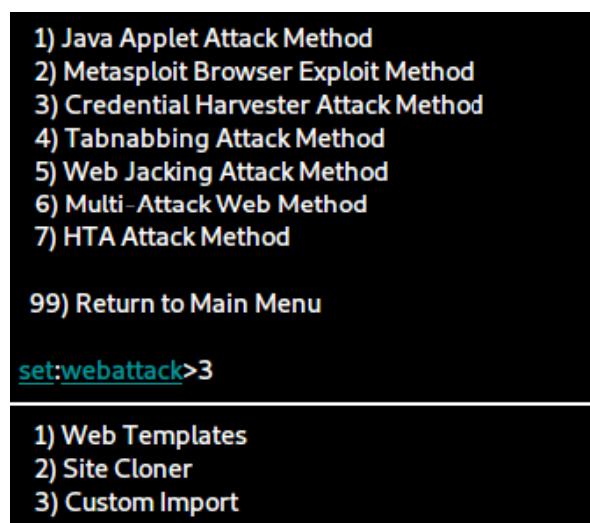 1) Java Applet Attack Method
2) Metasploit Browser Exploit Method
3) Credential Harvester Attack Method
4) Tabnabbing Attack Method
5) Web Jacking Attack Method
6) Multi-Attack Web Method
7) HTA Attack Method
99) Return to Main Menu
set:webattack>3
1) Web Templates
2) Site Cloner
3) Custom Import